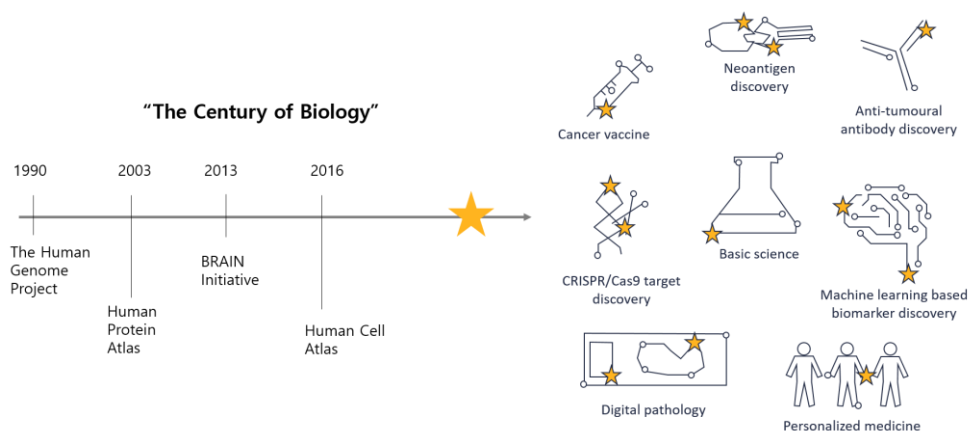 “The Century of Biology”
1990
2003
2013
2016
The Human
Genome
Project
Human
Protein
Atlas
BRAIN
Initiative
Human Cell
Atlas
Cancer vaccine
Neoantigen
discovery
Anti-tumoural
antibody discovery
CRISPR/Cas9 target
discovery
Basic science
Machine learning based
biomarker discovery
Digital pathology
Personalized medicine